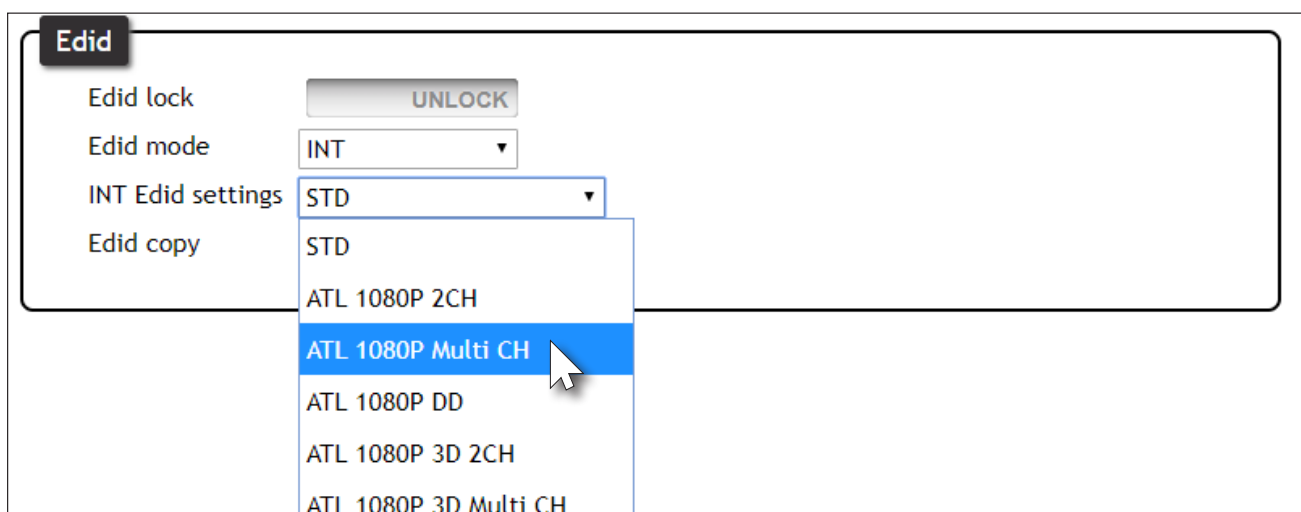 Edid
Edid lock UNLOCK
Edid mode INT
INT Edid settings STD
Edid copy
STD
ATL 1080P 2CH
ATL 1080P Multi CH
ATL 1080P DD
ATL 1080P 3D 2CH
ATL 1080P 3D Multi CH